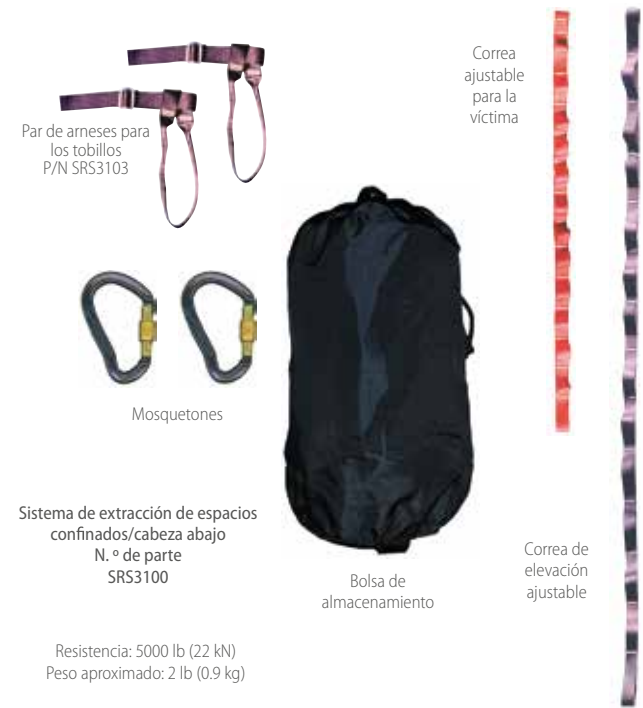 Par de arneses para
los tobillos
P/N SRS3103
Correa
ajustable
para la
víctima
Mosquetones
Sistema de extracción de espacios
confinados/cabeza abajo
N. º de parte
SRS3100
Resistencia: 5000 lb (22 kN)
Peso aproximado: 2 lb (0.9 kg)
Bolsa de
almacenamiento
Correa de
elevación
ajustable